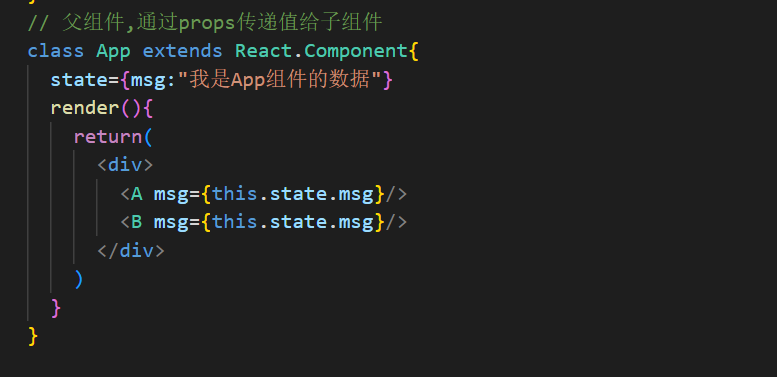 }
// 父组件,通过props传递值给子组件
class App extends React.Component{
  state={msg:"我是App组件的数据"}
  render(){
    return(
      <div>
        <A msg={this.state.msg}/>
        <B msg={this.state.msg}/>
      </div>
    )
  }
}